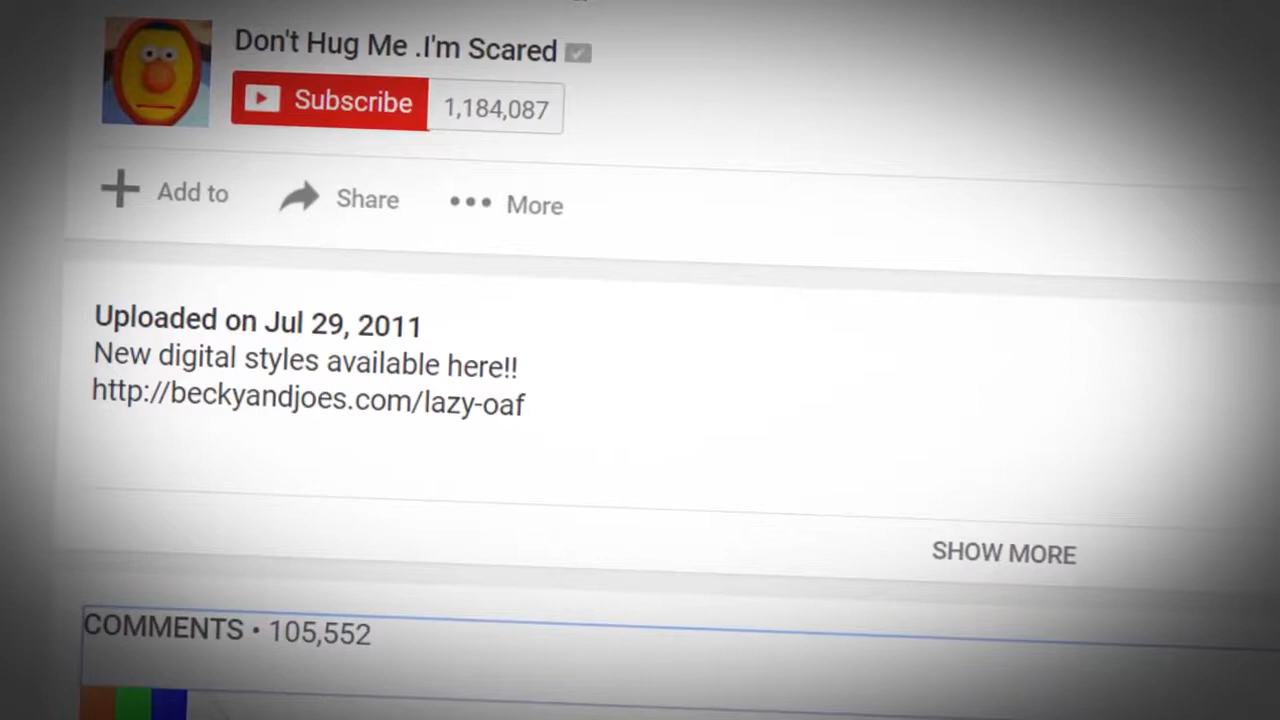 Don't Hug Me .I'm Scared
Subscribe 1,184,087
Add to Share More
Uploaded on Jul 29, 2011
New digital styles available here!!
http://beckyandjoes.com/lazy-oaf
SHOW MORE
COMMENTS • 105,552